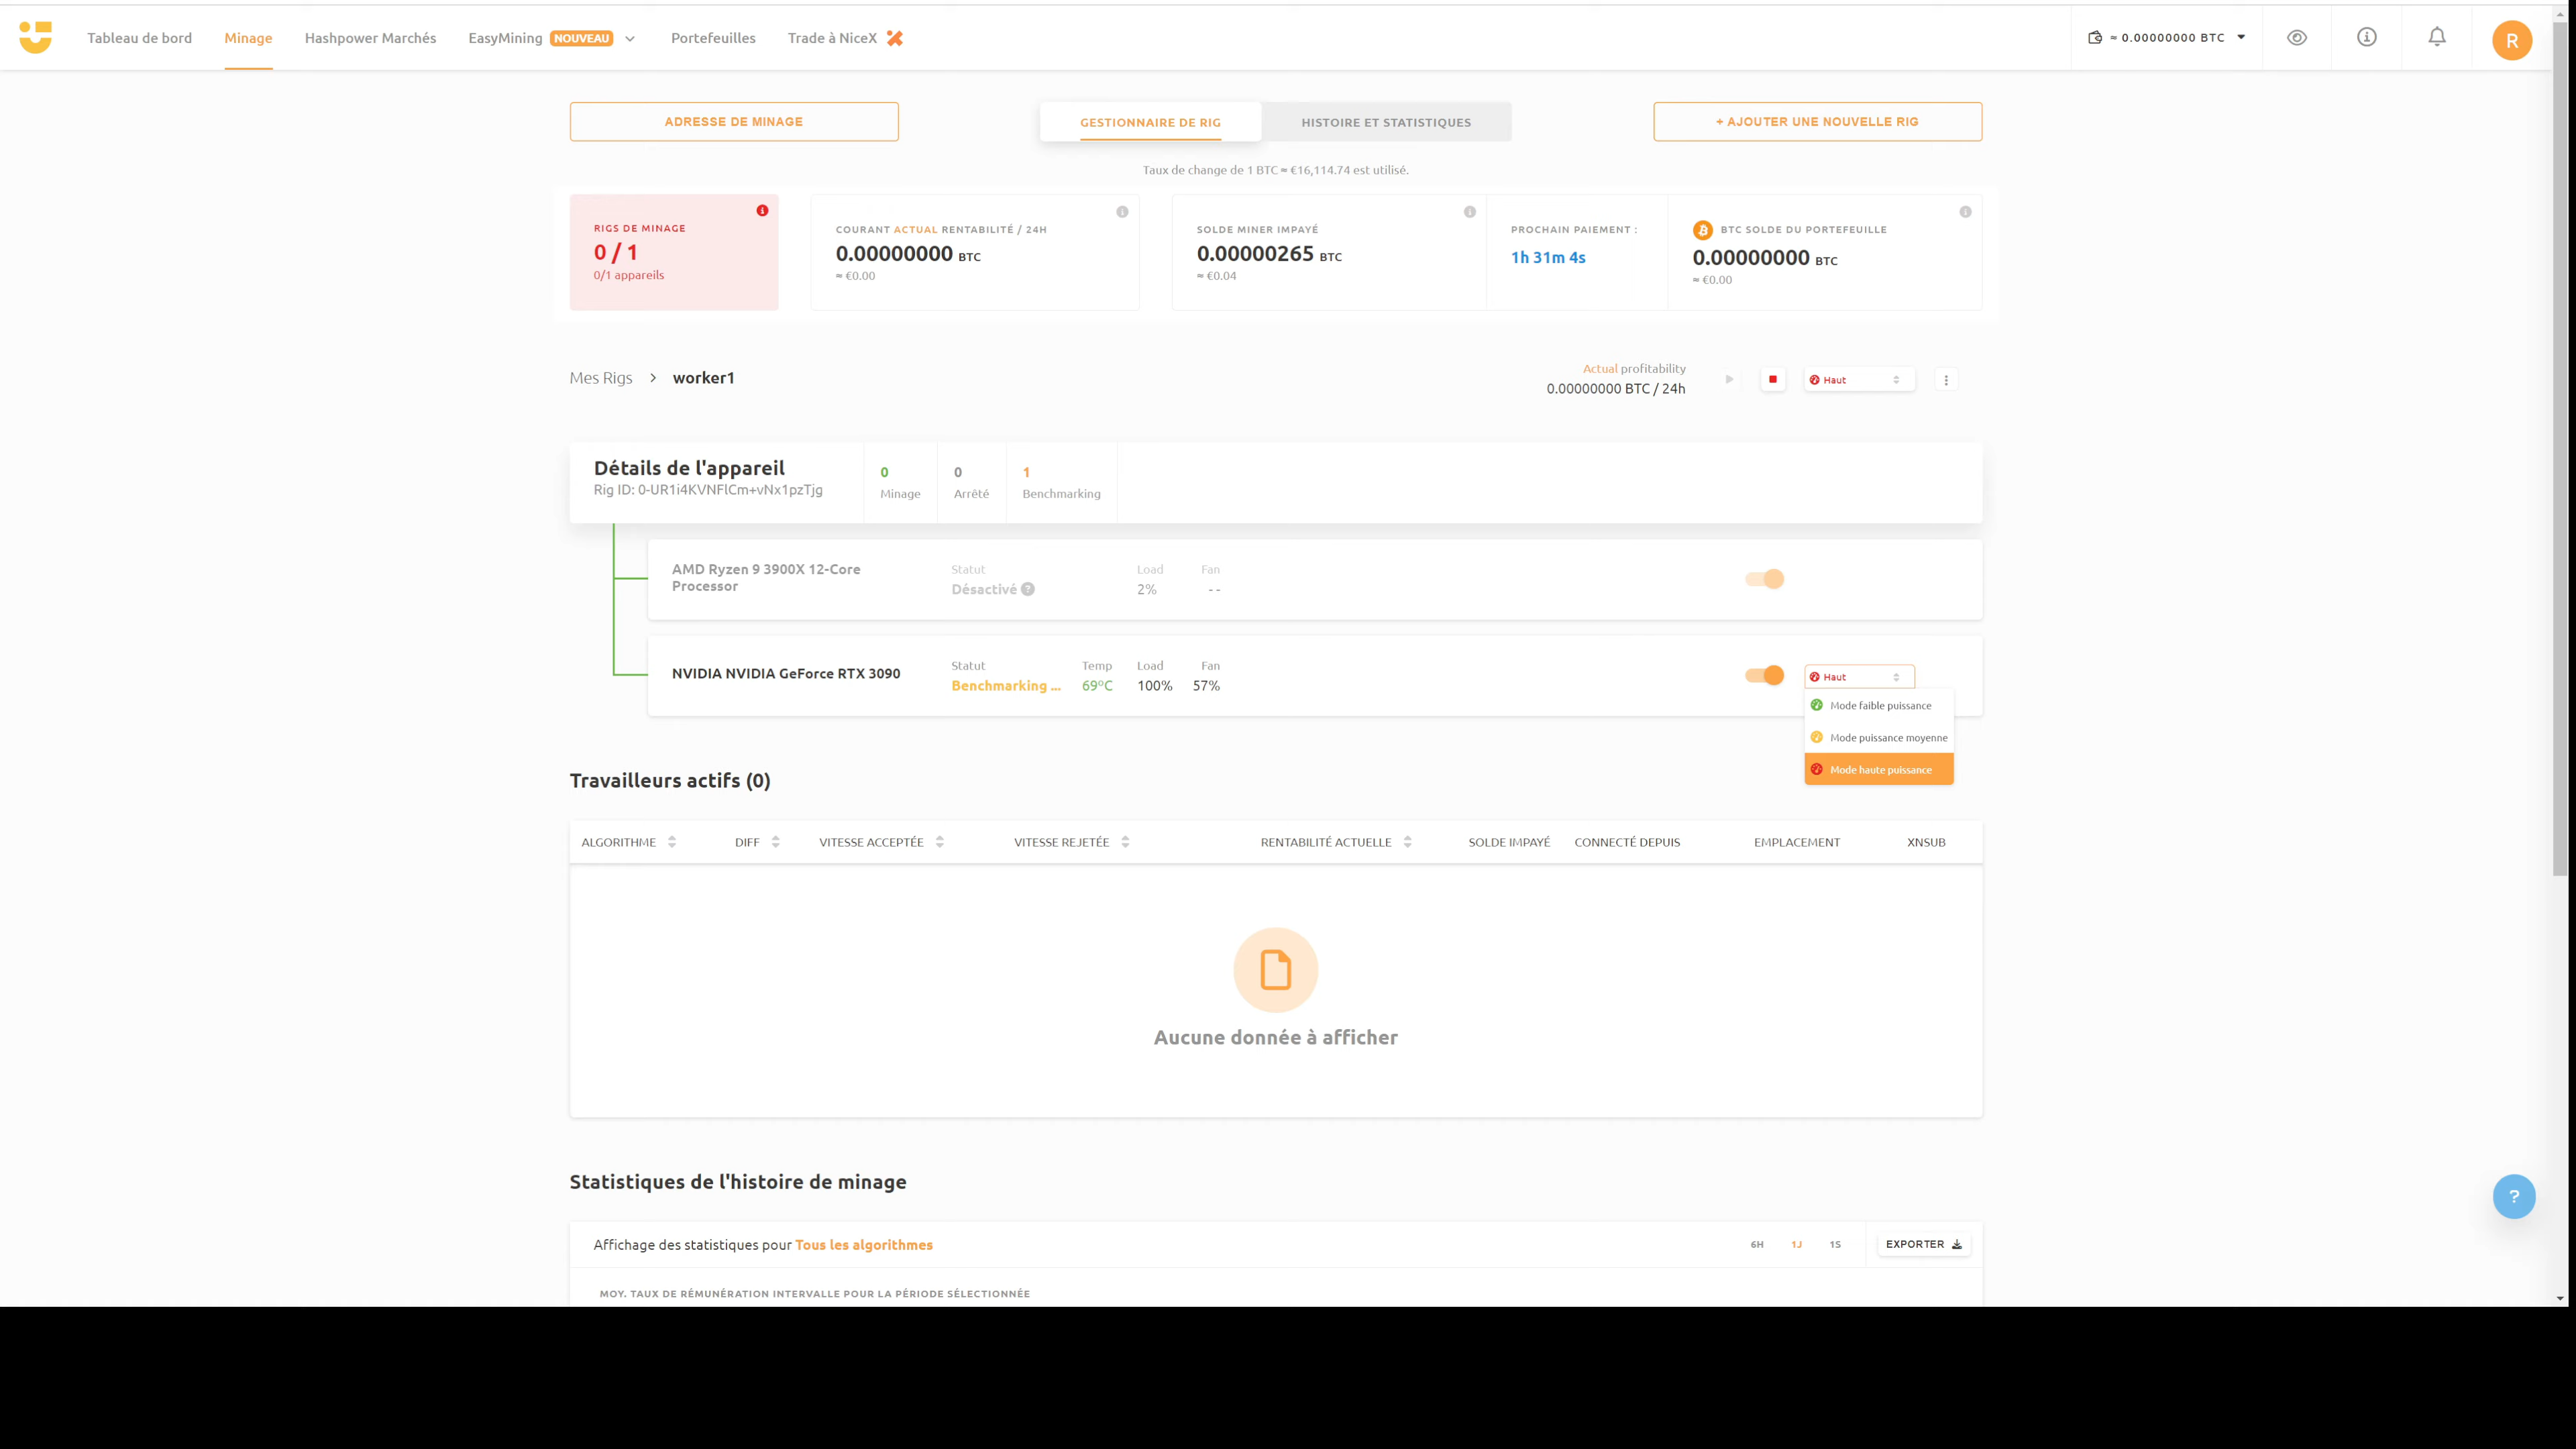 Tableau de bord
Minage
Hashpower Marchés
EasyMining NOUVEAU
Portefeuilles
Trade à NiceX
≈ 0.00000000 BTC
R
ADRESSE DE MINAGE
GESTIONNAIRE DE RIG
HISTOIRE ET STATISTIQUES
+ AJOUTER UNE NOUVELLE RIG
Taux de change de 1 BTC ≈ €16,114.74 est utilisé.
RIGS DE MINAGE
0 / 1
0/1 appareils
COURANT ACTUAL RENTABILITÉ / 24H
0.00000000 BTC
≈ €0.00
SOLDE MINER IMPAYÉ
0.00000265 BTC
≈ €0.04
PROCHAIN PAIEMENT :
1h 31m 4s
BTC SOLDE DU PORTEFEUILLE
0.00000000 BTC
≈ €0.00
Mes Rigs > worker1
Actual profitability
0.00000000 BTC / 24h
Haut
Détails de l'appareil
Rig ID: 0-UR1i4KVNFlCm+vNx1pzTjg
0
Minage
0
Arrêté
1
Benchmarking
AMD Ryzen 9 3900X 12-Core
Processor
Statut
Désactivé ?
Load
2%
Fan
- -
NVIDIA NVIDIA GeForce RTX 3090
Statut
Benchmarking ...
Temp
69°C
Load
100%
Fan
57%
Haut
Mode faible puissance
Mode puissance moyenne
Mode haute puissance
Travailleurs actifs (0)
ALGORITHME
DIFF
VITESSE ACCEPTÉE
VITESSE REJETÉE
RENTABILITÉ ACTUELLE
SOLDE IMPAYÉ
CONNECTÉ DEPUIS
EMPLACEMENT
XNSUB
Aucune donnée à afficher
Statistiques de l'histoire de minage
?
Affichage des statistiques pour Tous les algorithmes
6H
1J
1S
EXPORTER
MOY. TAUX DE RÉMUNÉRATION INTERVALLE POUR LA PÉRIODE SÉLECTIONNÉE